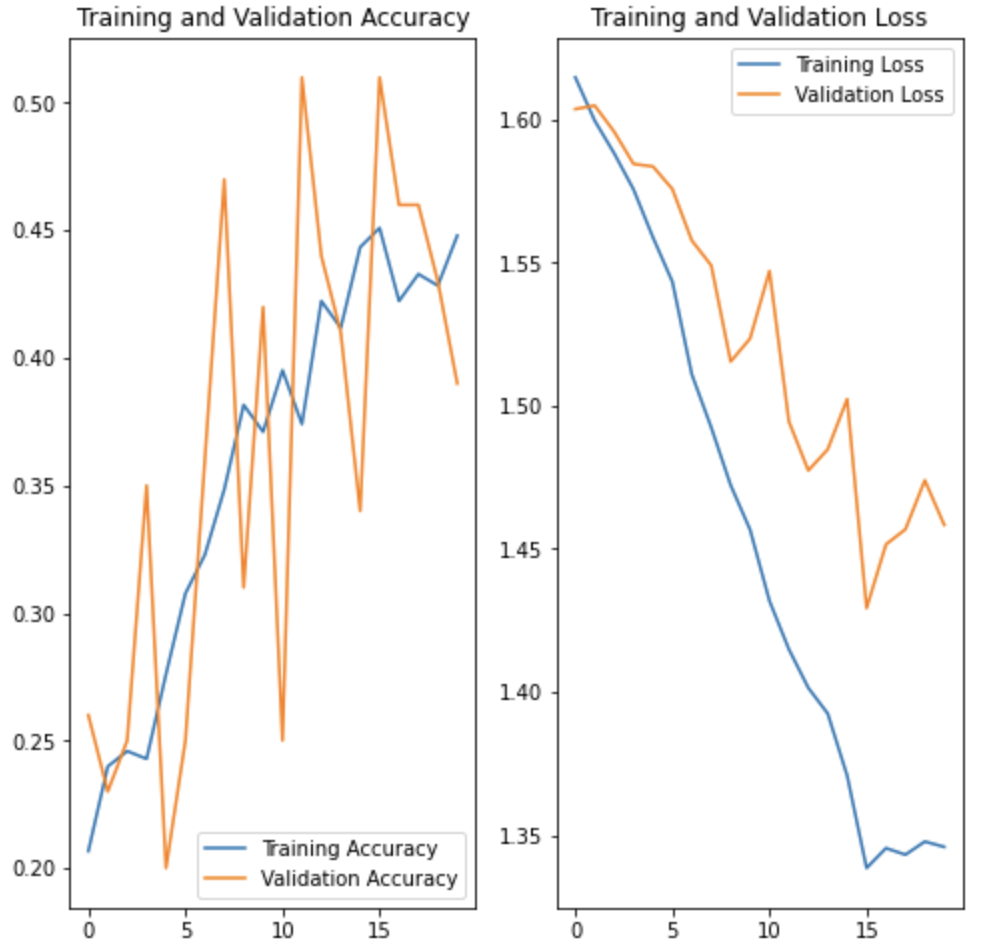 Training and Validation Accuracy
0.50
0.45
0.40
0.35
0.30
0.25
0.20
Training Accuracy
Validation Accuracy
0 5 10 15
Training and Validation Loss
Training Loss
Validation Loss
1.60
1.55
1.50
1.45
1.40
1.35
0 5 10 15